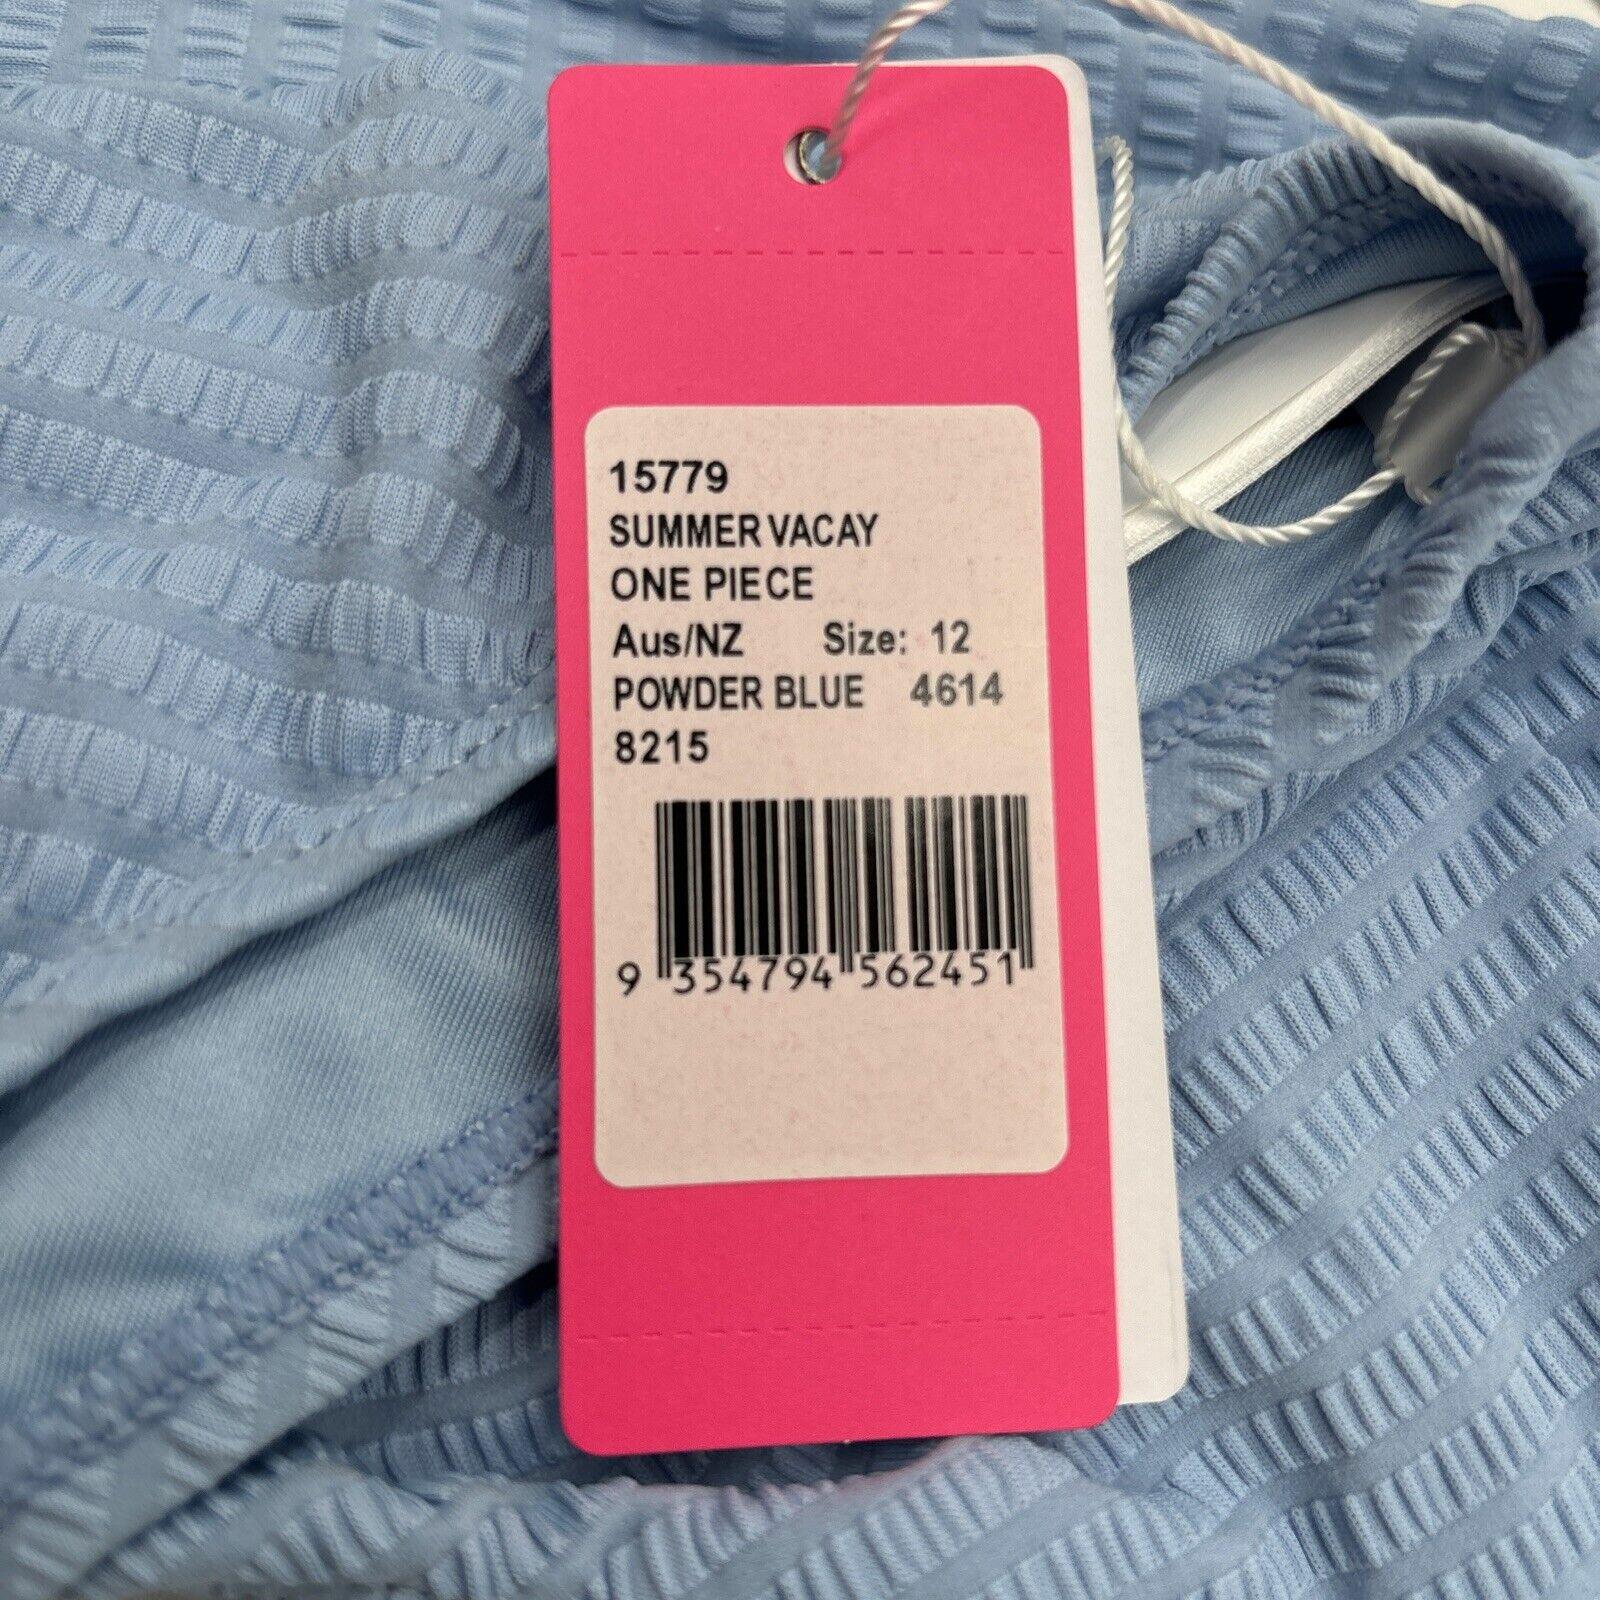 15779
SUMMER VACAY
ONE PIECE
Aus/NZ Size: 12
POWDER BLUE 4614
8215
9 354794 562451